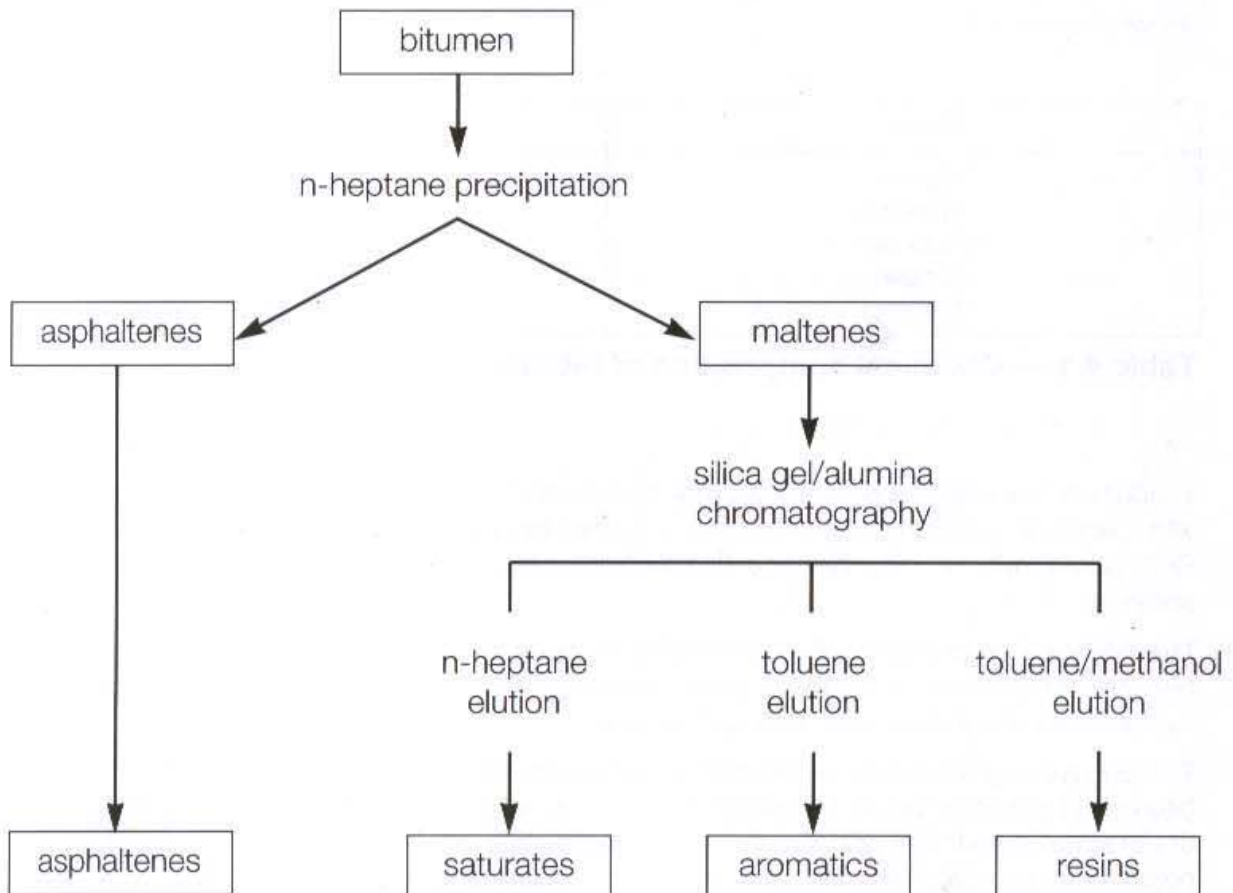 bitumen
n-heptane precipitation
asphaltenes
maltenes
silica gel/alumina
chromatography
n-heptane
elution
toluene
elution
toluene/methanol
elution
asphaltenes
saturates
aromatics
resins